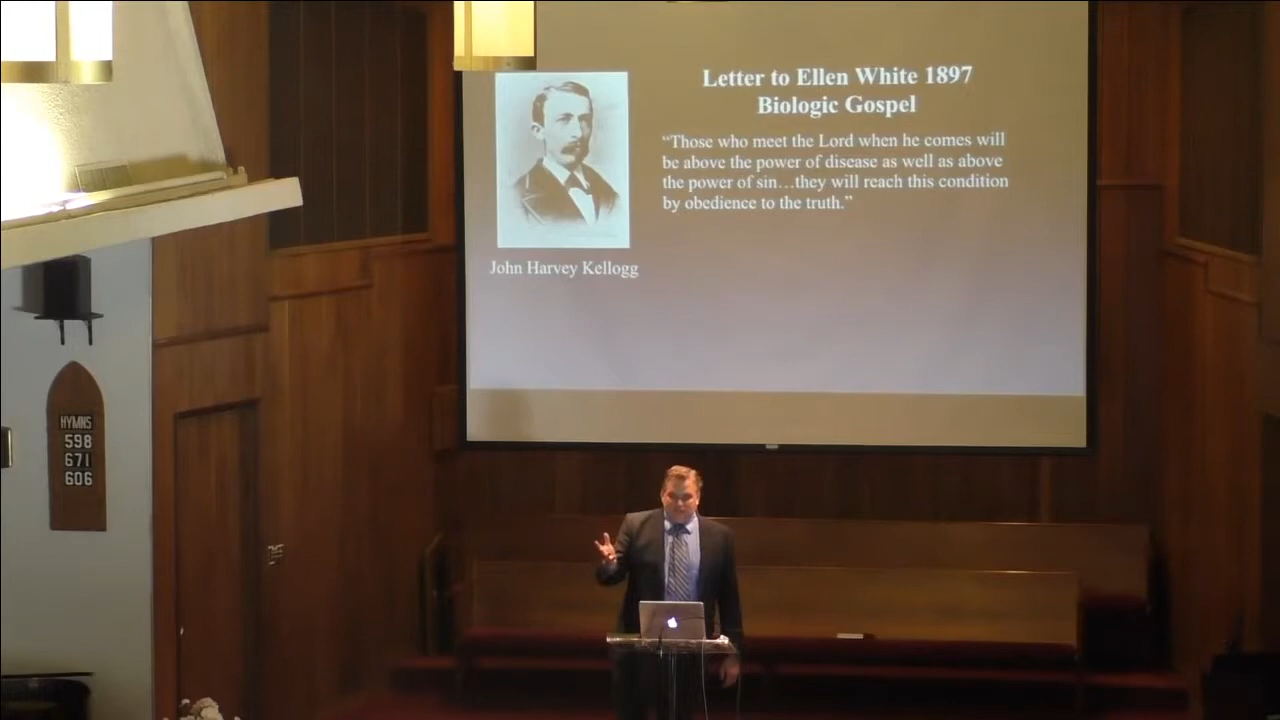 Letter to Ellen White 1897
Biologic Gospel
“Those who meet the Lord when he comes will
be above the power of disease as well as above
the power of sin…they will reach this condition
by obedience to the truth.”
John Harvey Kellogg
HYMNS
598
671
606